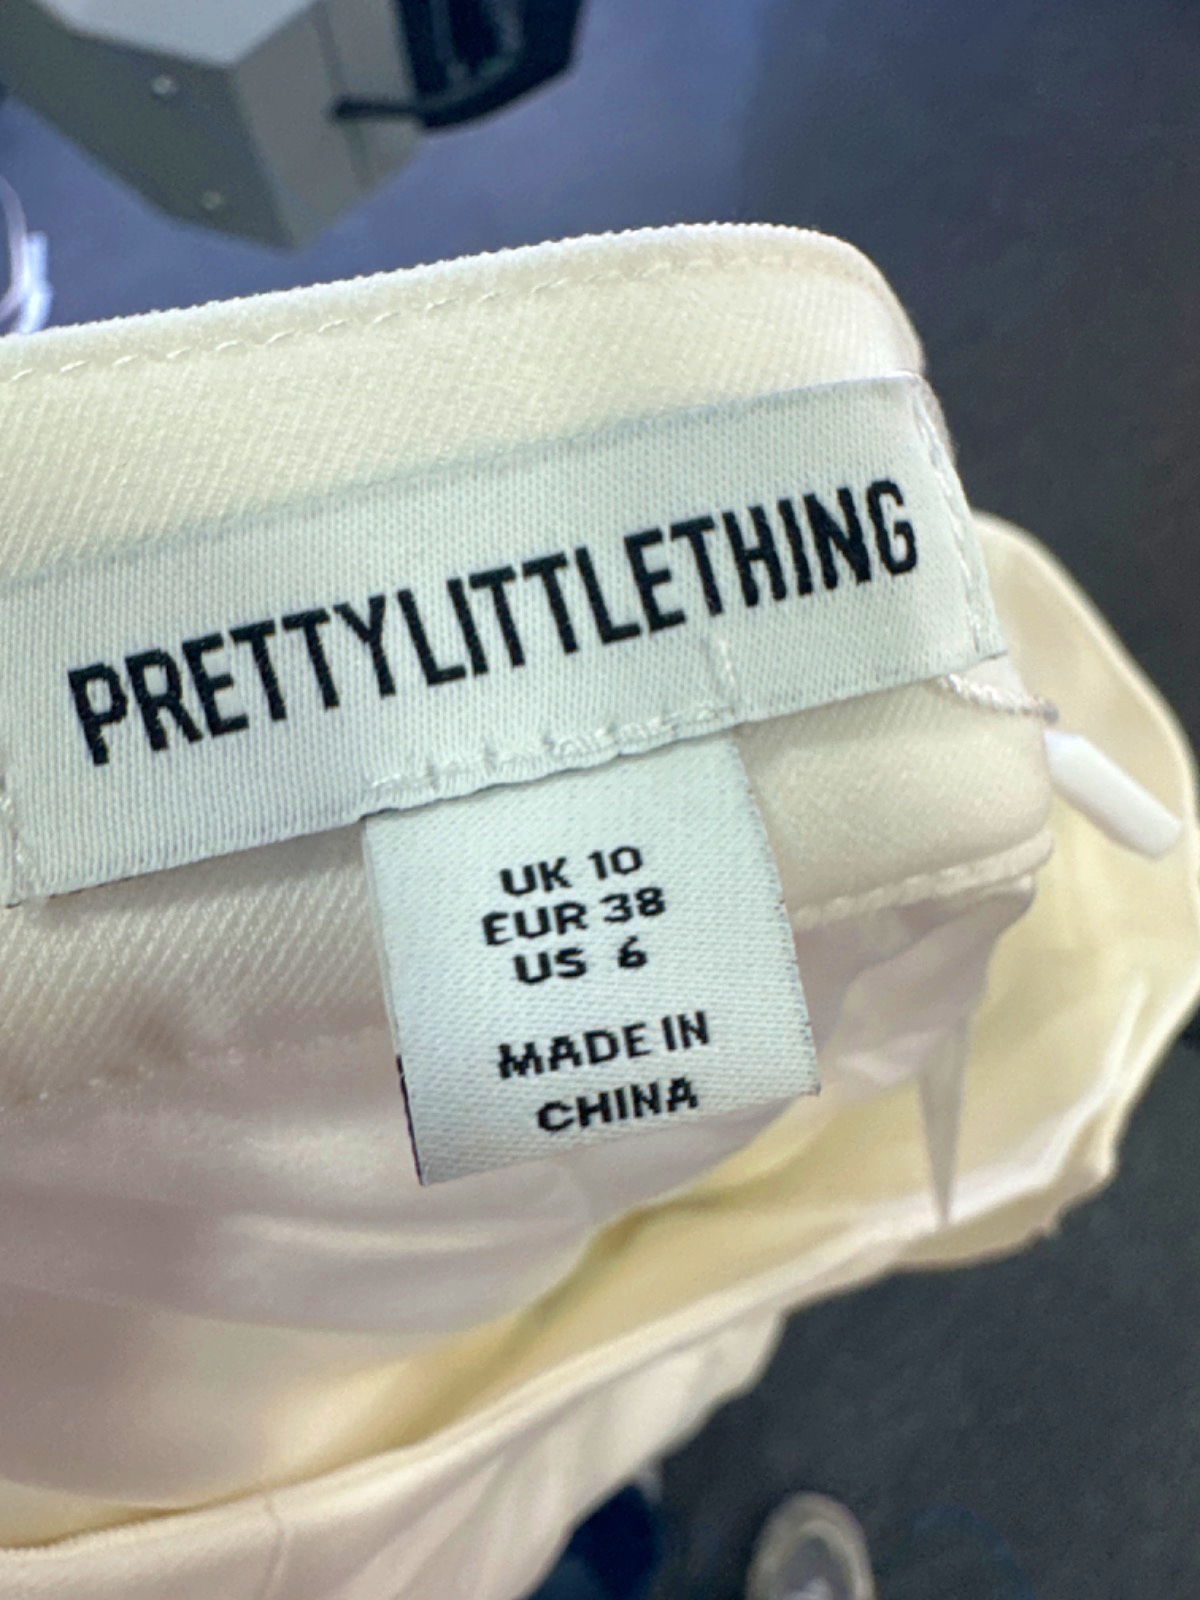 PRETTYLITTLETHING
UK 10
EUR 38
US 6
MADE IN
CHINA